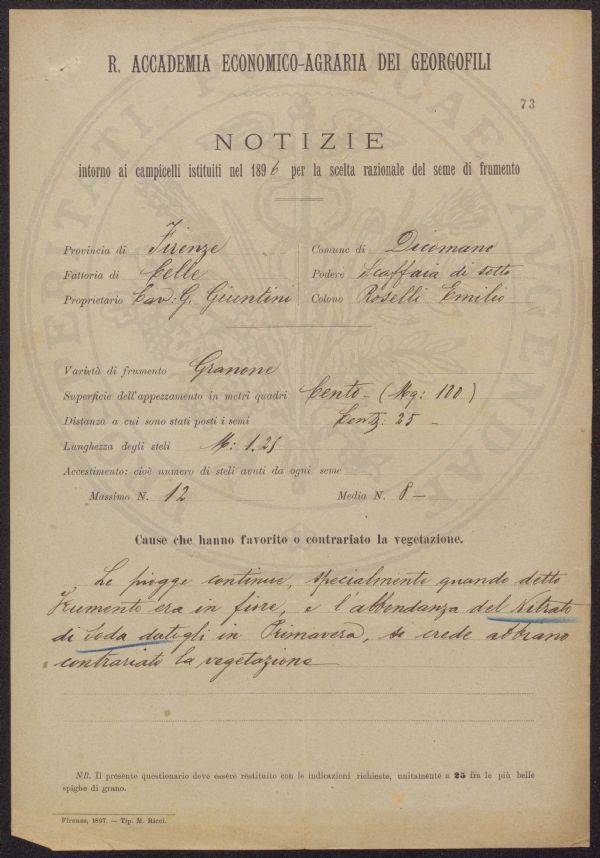 R. ACCADEMIA ECONOMICO-AGRARIA DEI GEORGOFILI
73
NOTIZIE
intorno ai campicelli istituiti nel 1896 per la scelta razionale del seme di frumento
Provincia di Firenze
Comune di Dicomano
Fattoria di Celle
Podere Scaffaia di sotto
Proprietario Cav: G. Giuntini
Colono Roselli Emilio
Varietà di frumento Granone
Superficie dell'appezzamento in metri quadri Cento - (Mq: 100)
Distanza a cui sono stati posti i semi Centi: 25 -
Lunghezza degli steli M: 1.25
Accestimento: cioè numero di steli avuti da ogni seme
Massimo N. 12 Media N. 8 -
Cause che hanno favorito o contrariato la vegetazione.
Le piogge continue, specialmente quando detto
Frumento era in fiore, e l'abbondanza del Nitrato
di Soda datogli in Primavera, si crede abbiano
contrariato la vegetazione
NB. Il presente questionario deve essere restituito con le indicazioni richieste, unitamente a 25 fra le più belle
spighe di grano.
Firenze, 1897. — Tip. M. Ricci.